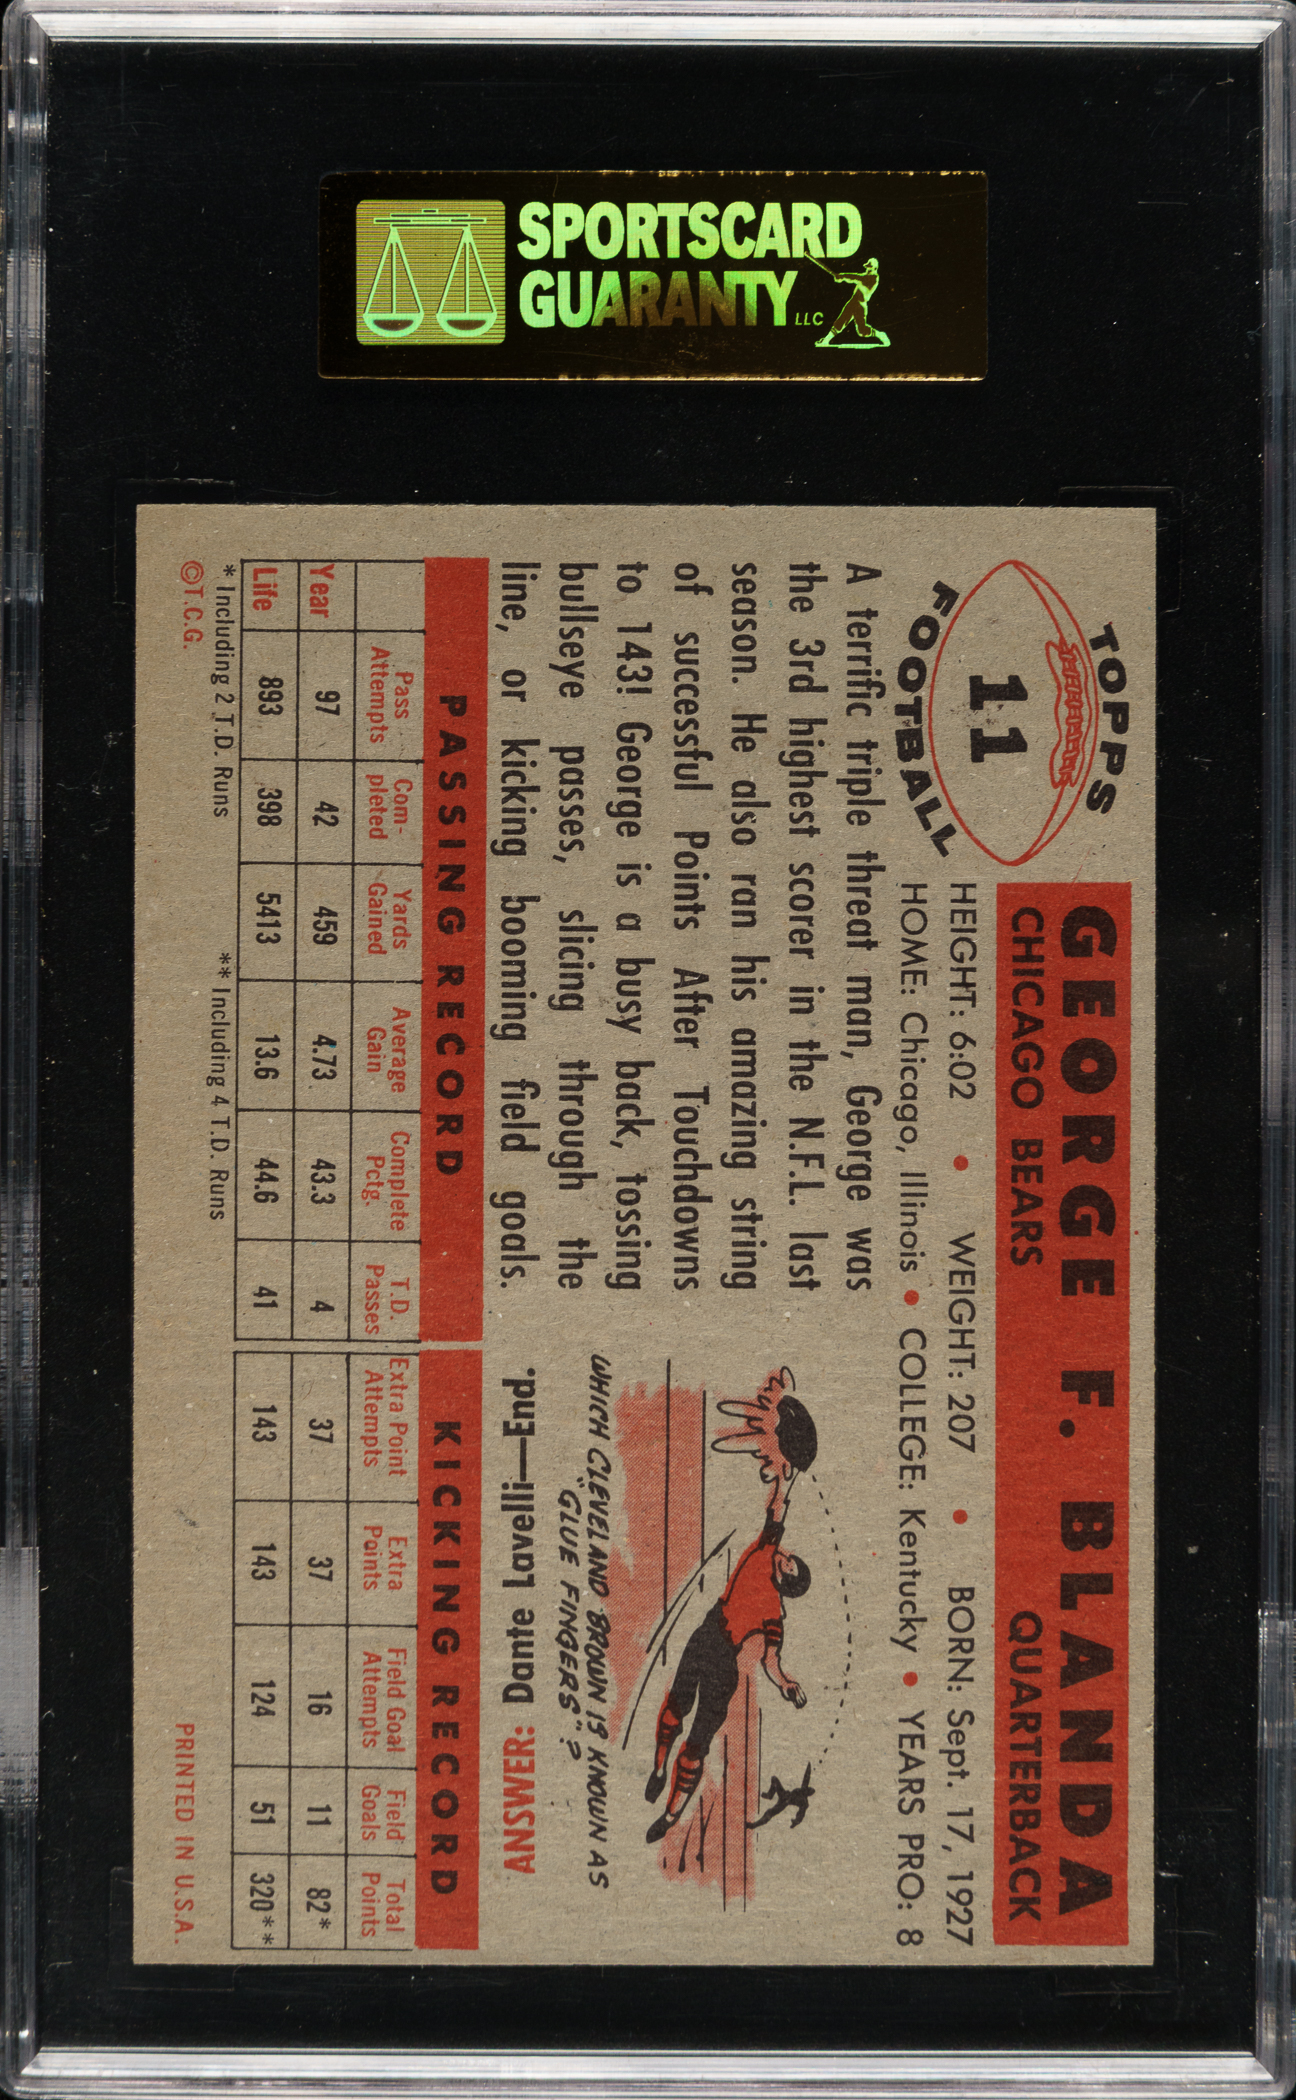 SPORTSCARD
GUARANTY LLC
TOPPS
11
FOOTBALL
GEORGE F. BLANDA
CHICAGO BEARS QUARTERBACK
HEIGHT: 6:02 • WEIGHT: 207 • BORN: Sept. 17, 1927
HOME: Chicago, Illinois • COLLEGE: Kentucky • YEARS PRO: 8
A terrific triple threat man, George was
the 3rd highest scorer in the N.F.L. last
season. He also ran his amazing string
of successful Points After Touchdowns
to 143! George is a busy back, tossing
bullseye passes, slicing through the
line, or kicking booming field goals.
WHICH CLEVELAND BROWN IS KNOWN AS
"GLUE FINGERS"?
ANSWER: Dante Lavelli—End.
PASSING RECORD KICKING RECORD
Pass Attempts Com-pleted Yards Gained Average Gain Complete Pctg. T.D. Passes Extra Point Attempts Extra Points Field Goal Attempts Field Goals Total Points
Year 97 42 459 4.73 43.3 4 37 37 16 11 82*
Life 893 398 5413 13.6 44.6 41 143 143 124 51 320**
* Including 2 T.D. Runs ** Including 4 T.D. Runs
©T.C.G. PRINTED IN U.S.A.